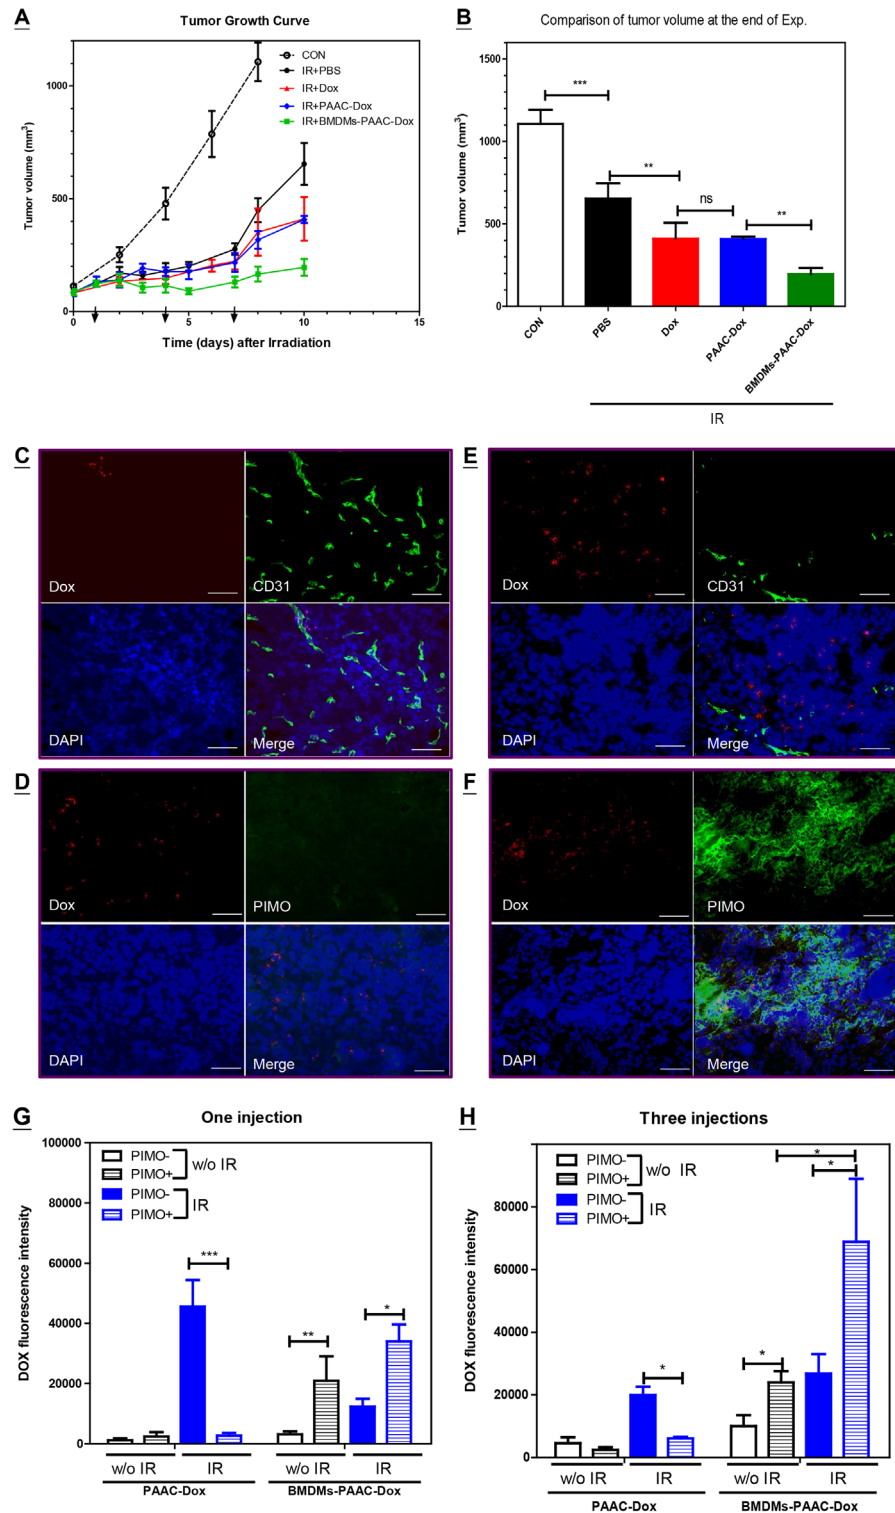 A
Tumor Growth Curve
CON
IR+PBS
IR+Dox
IR+PAAC-Dox
IR+BMDMs-PAAC-Dox
Tumor volume (mm³)
1000
500
0
0
5
10
15
Time (days) after Irradiation
B
Comparison of tumor volume at the end of Exp.
Tumor volume (mm³)
1500
1000
500
0
***
**
ns
**
CON
PBS
Dox
PAAC-Dox
BMDMs-PAAC-Dox
IR
C
Dox
CD31
DAPI
Merge
E
Dox
CD31
DAPI
Merge
D
Dox
PIMO
DAPI
Merge
F
Dox
PIMO
DAPI
Merge
G
One injection
DOX fluorescence intensity
100000
80000
60000
40000
20000
0
PIMO-
PIMO+
w/o IR
PIMO-
PIMO+
IR
***
**
*
w/o IR
IR
w/o IR
IR
PAAC-Dox
BMDMs-PAAC-Dox
H
Three injections
DOX fluorescence intensity
80000
60000
40000
20000
0
PIMO-
PIMO+
w/o IR
PIMO-
PIMO+
IR
*
*
*
*
w/o IR
IR
w/o IR
IR
PAAC-Dox
BMDMs-PAAC-Dox